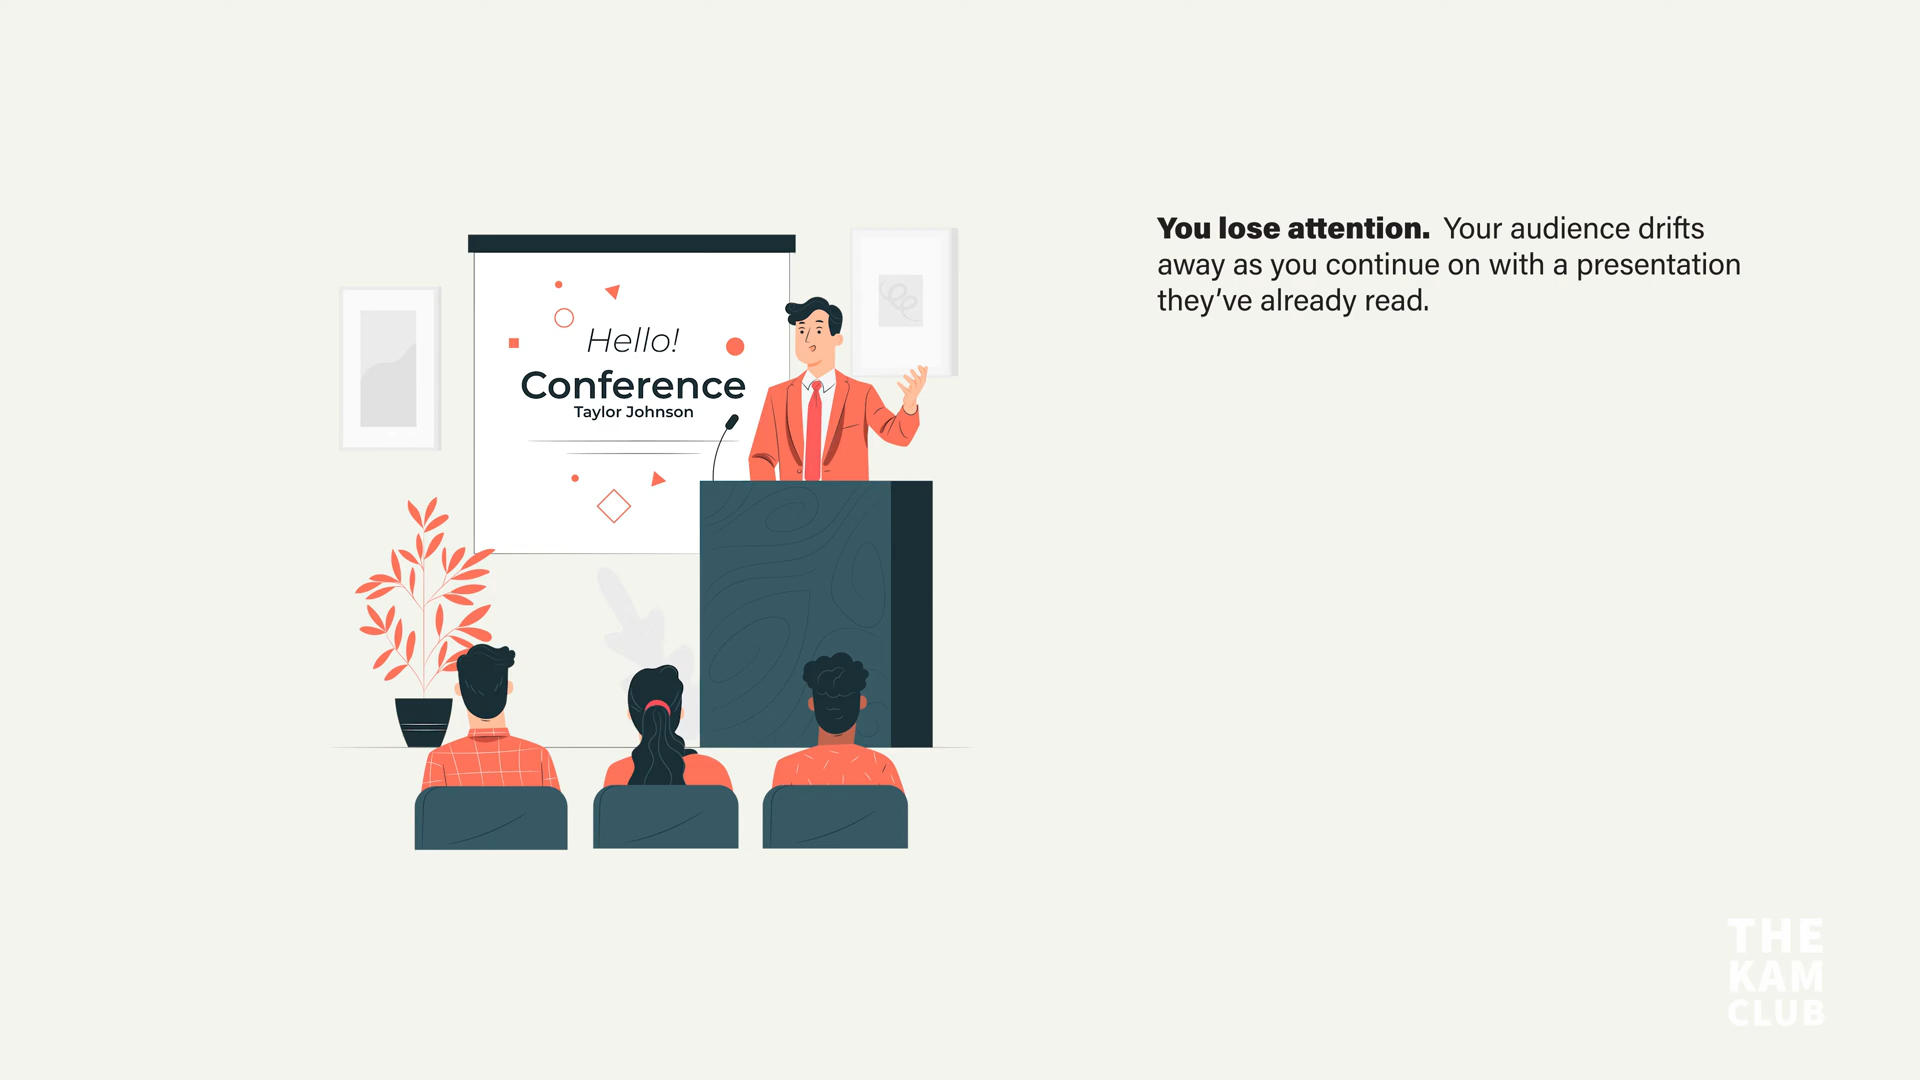 Hello!
Conference
Taylor Johnson
You lose attention. Your audience drifts
away as you continue on with a presentation
they’ve already read.
THE
KAM
CLUB